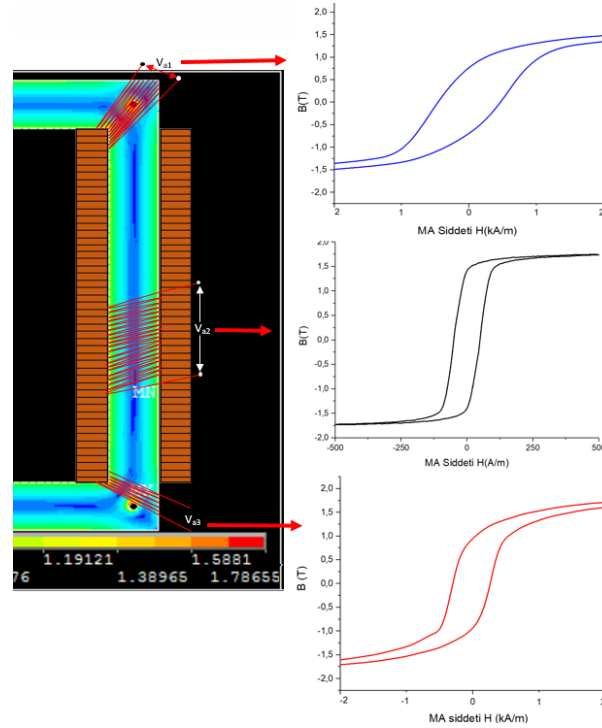 V_a1
V_a2
MN
V_a3
1.19121 1.5881
76 1.38965 1.78655
B(T)
2,0
1,5
1,0
0,5
0,0
-0,5
-1,0
-1,5
-2,0
2 1 0 1 2
MA Siddeti H(kA/m)
B(T)
2,0
1,5
1,0
0,5
0,0
-0,5
-1,0
-1,5
-2,0
-500 -250 0 250 500
MA Siddeti H(A/m)
B (T)
2,0
1,5
1,0
0,5
0,0
-0,5
-1,0
-1,5
-2,0
-2 -1 0 1 2
MA siddeti H (kA/m)